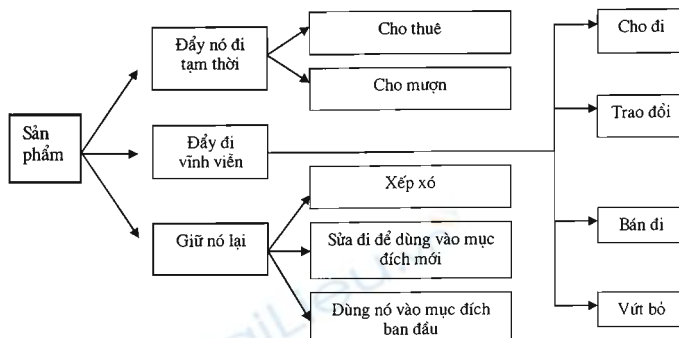 Sản
phẩm
Đẩy nó đi
tạm thời
Cho thuê
Cho mượn
Đẩy đi
vĩnh viễn
Cho đi
Trao đổi
Bán đi
Vứt bỏ
Giữ nó lại
Xếp xó
Sửa đi để dùng vào mục
đích mới
Dùng nó vào mục đích
ban đầu